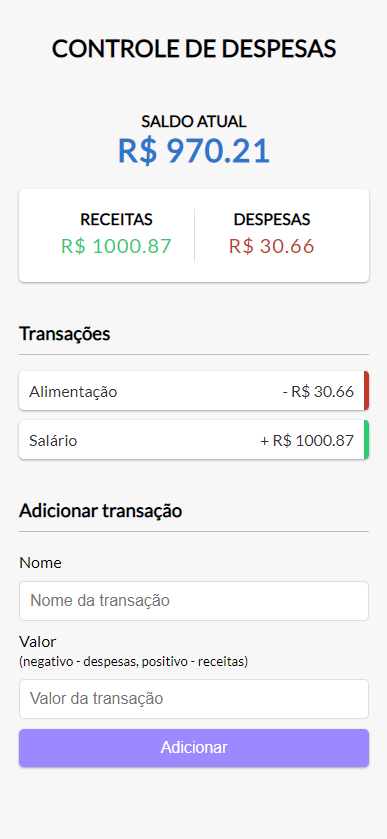 CONTROLE DE DESPESAS
SALDO ATUAL
R$ 970.21
RECEITAS
R$ 1000.87
DESPESAS
R$ 30.66
Transações
Alimentação - R$ 30.66
Salário + R$ 1000.87
Adicionar transação
Nome
Nome da transação
Valor
(negativo - despesas, positivo - receitas)
Valor da transação
Adicionar